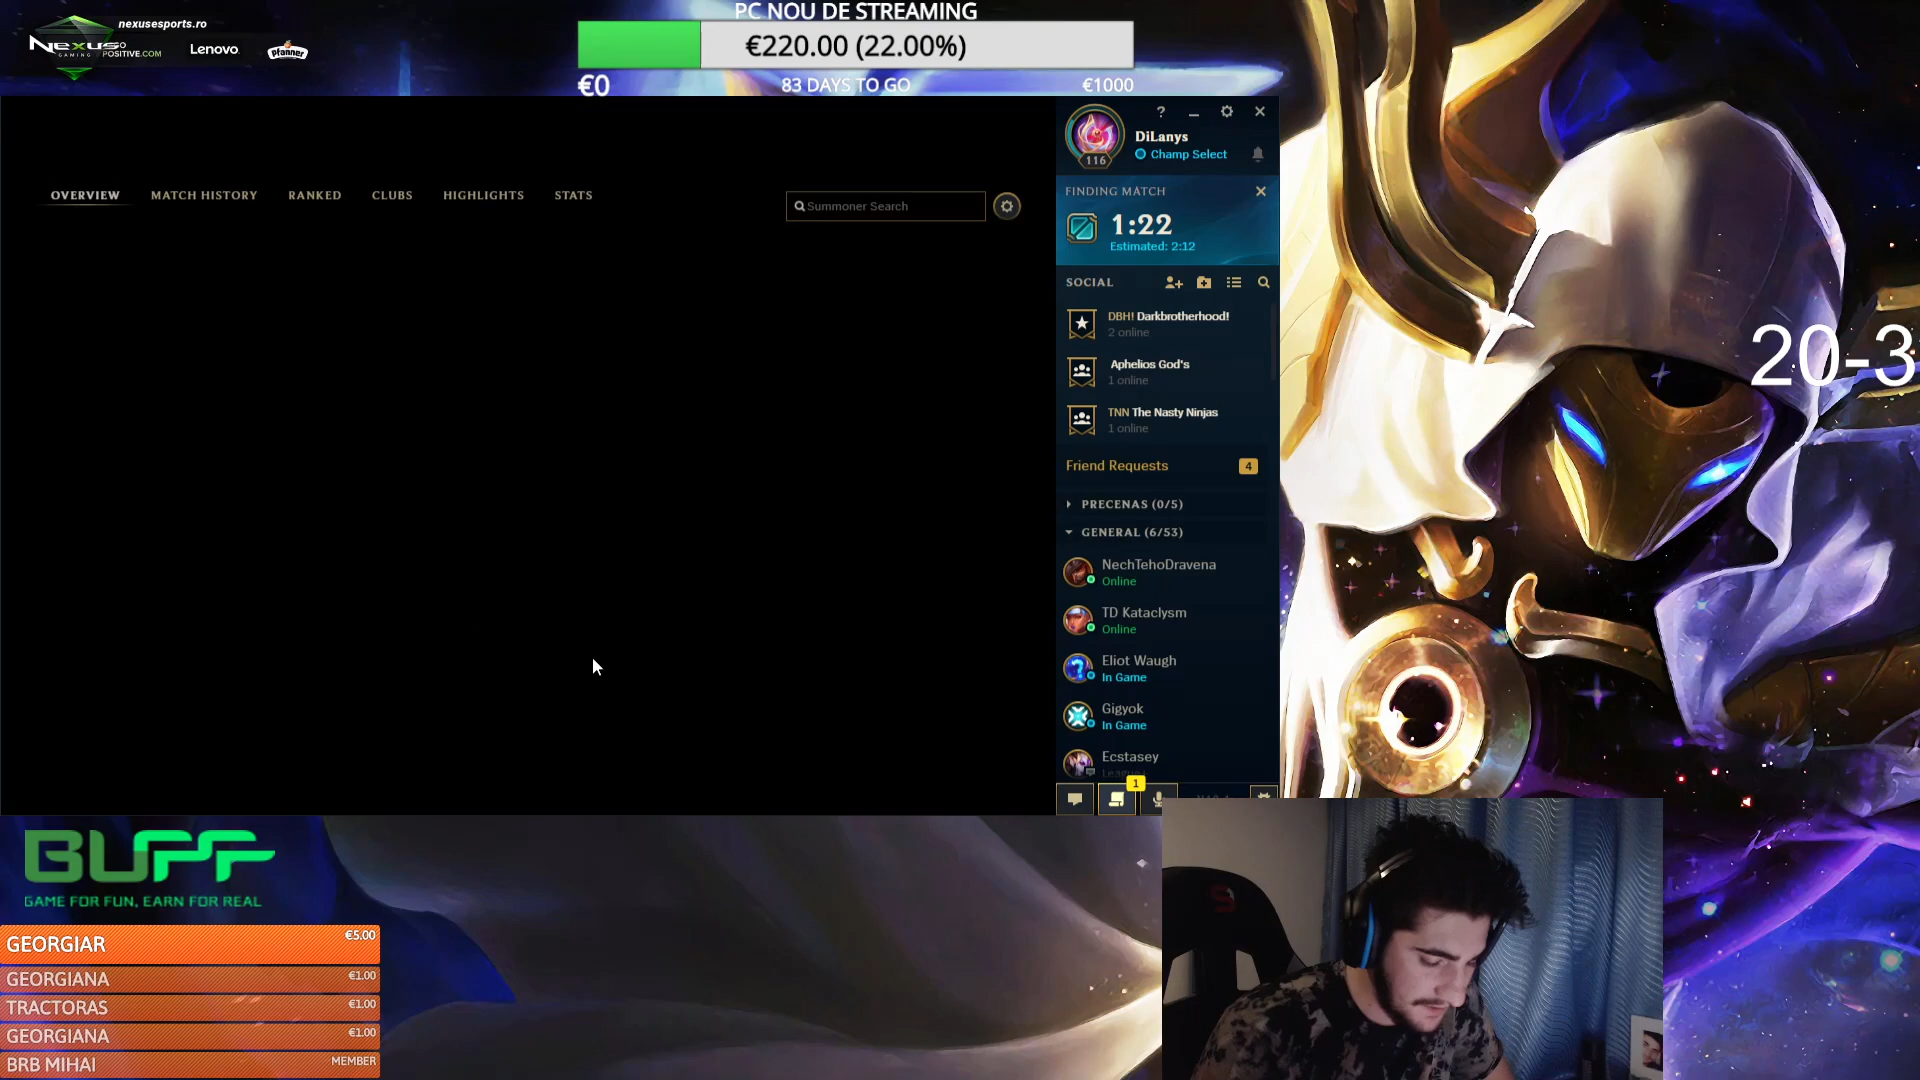 nexusesports.ro
NEXUS
GAMING
POSITIVE.COM
Lenovo
pfanner
PC NOU DE STREAMING
€220.00 (22.00%)
€0
83 DAYS TO GO
€1000
OVERVIEW
MATCH HISTORY
RANKED
CLUBS
HIGHLIGHTS
STATS
Summoner Search
?
DiLanys
116
Champ Select
FINDING MATCH
1:22
Estimated: 2:12
SOCIAL
DBH! Darkbrotherhood!
2 online
Aphelios God's
1 online
TNN The Nasty Ninjas
1 online
Friend Requests
4
PRECENAS (0/5)
GENERAL (6/53)
NechTehoDravena
Online
TD Kataclysm
Online
Eliot Waugh
In Game
Gigyok
In Game
Ecstasey
1
20-3
BUFF
GAME FOR FUN, EARN FOR REAL
GEORGIAR €5.00
GEORGIANA €1.00
TRACTORAS €1.00
GEORGIANA €1.00
BRB MIHAI MEMBER